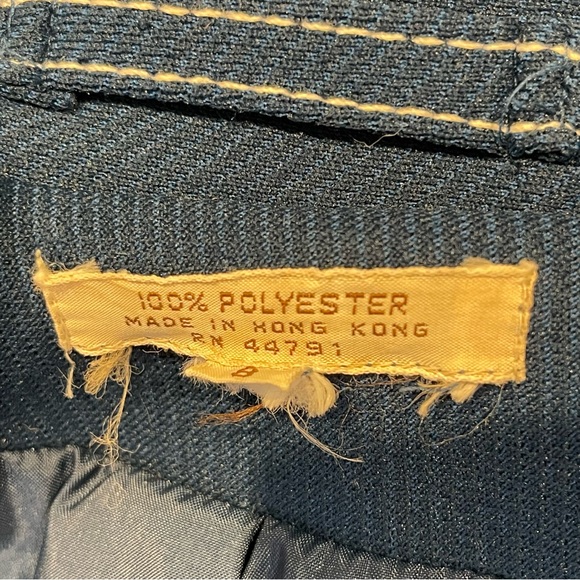 100% POLYESTER
MADE IN HONG KONG
RN 44791
8